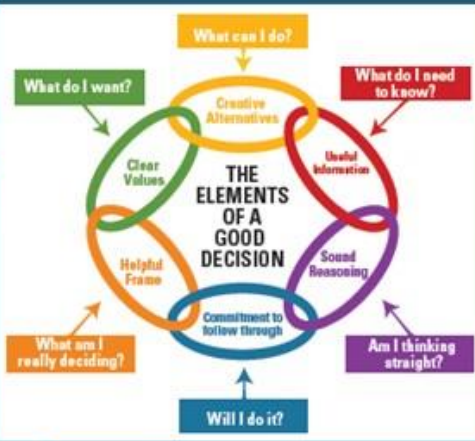 What can I do?
What do I want?
What do I need
to know?
Creative
Alternatives
Clear
Values
Useful
Information
THE
ELEMENTS
OF A
GOOD
DECISION
Helpful
Frame
Sound
Reasoning
Commitment to
follow through
What am I
really deciding?
Am I thinking
straight?
Will I do it?